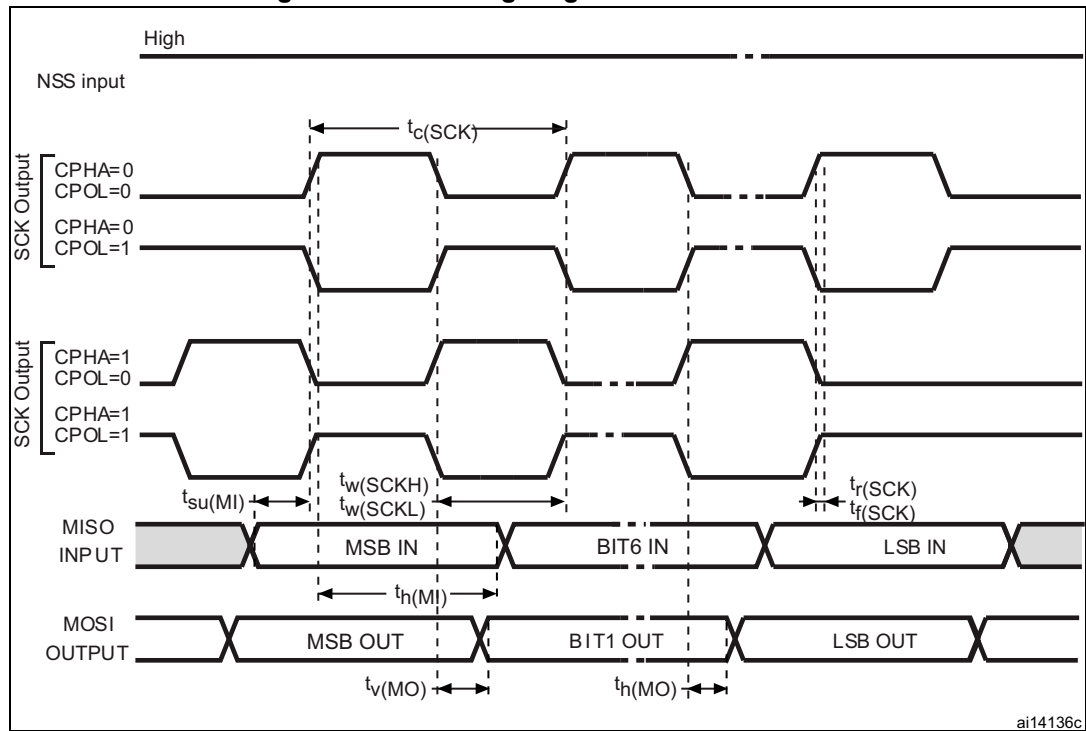 High
NSS input
tc(SCK)
SCK Output
CPHA=0
CPOL=0
CPHA=0
CPOL=1
SCK Output
CPHA=1
CPOL=0
CPHA=1
CPOL=1
tsu(MI)
tw(SCKH)
tw(SCKL)
tr(SCK)
tf(SCK)
MISO
INPUT
MSB IN
BIT6 IN
LSB IN
th(MI)
MOSI
OUTPUT
MSB OUT
BIT1 OUT
LSB OUT
tv(MO)
th(MO)
ai14136c